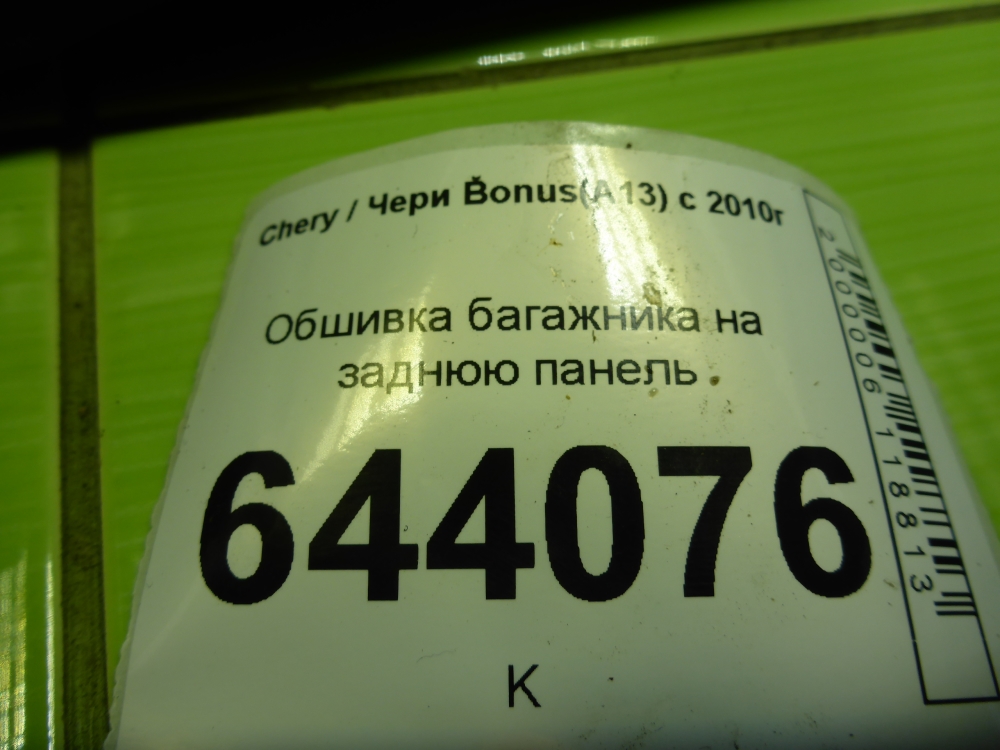 Chery / Чери Bonus(A13) с 2010г
Обшивка багажника на
заднюю панель
644076
К
2000006118813